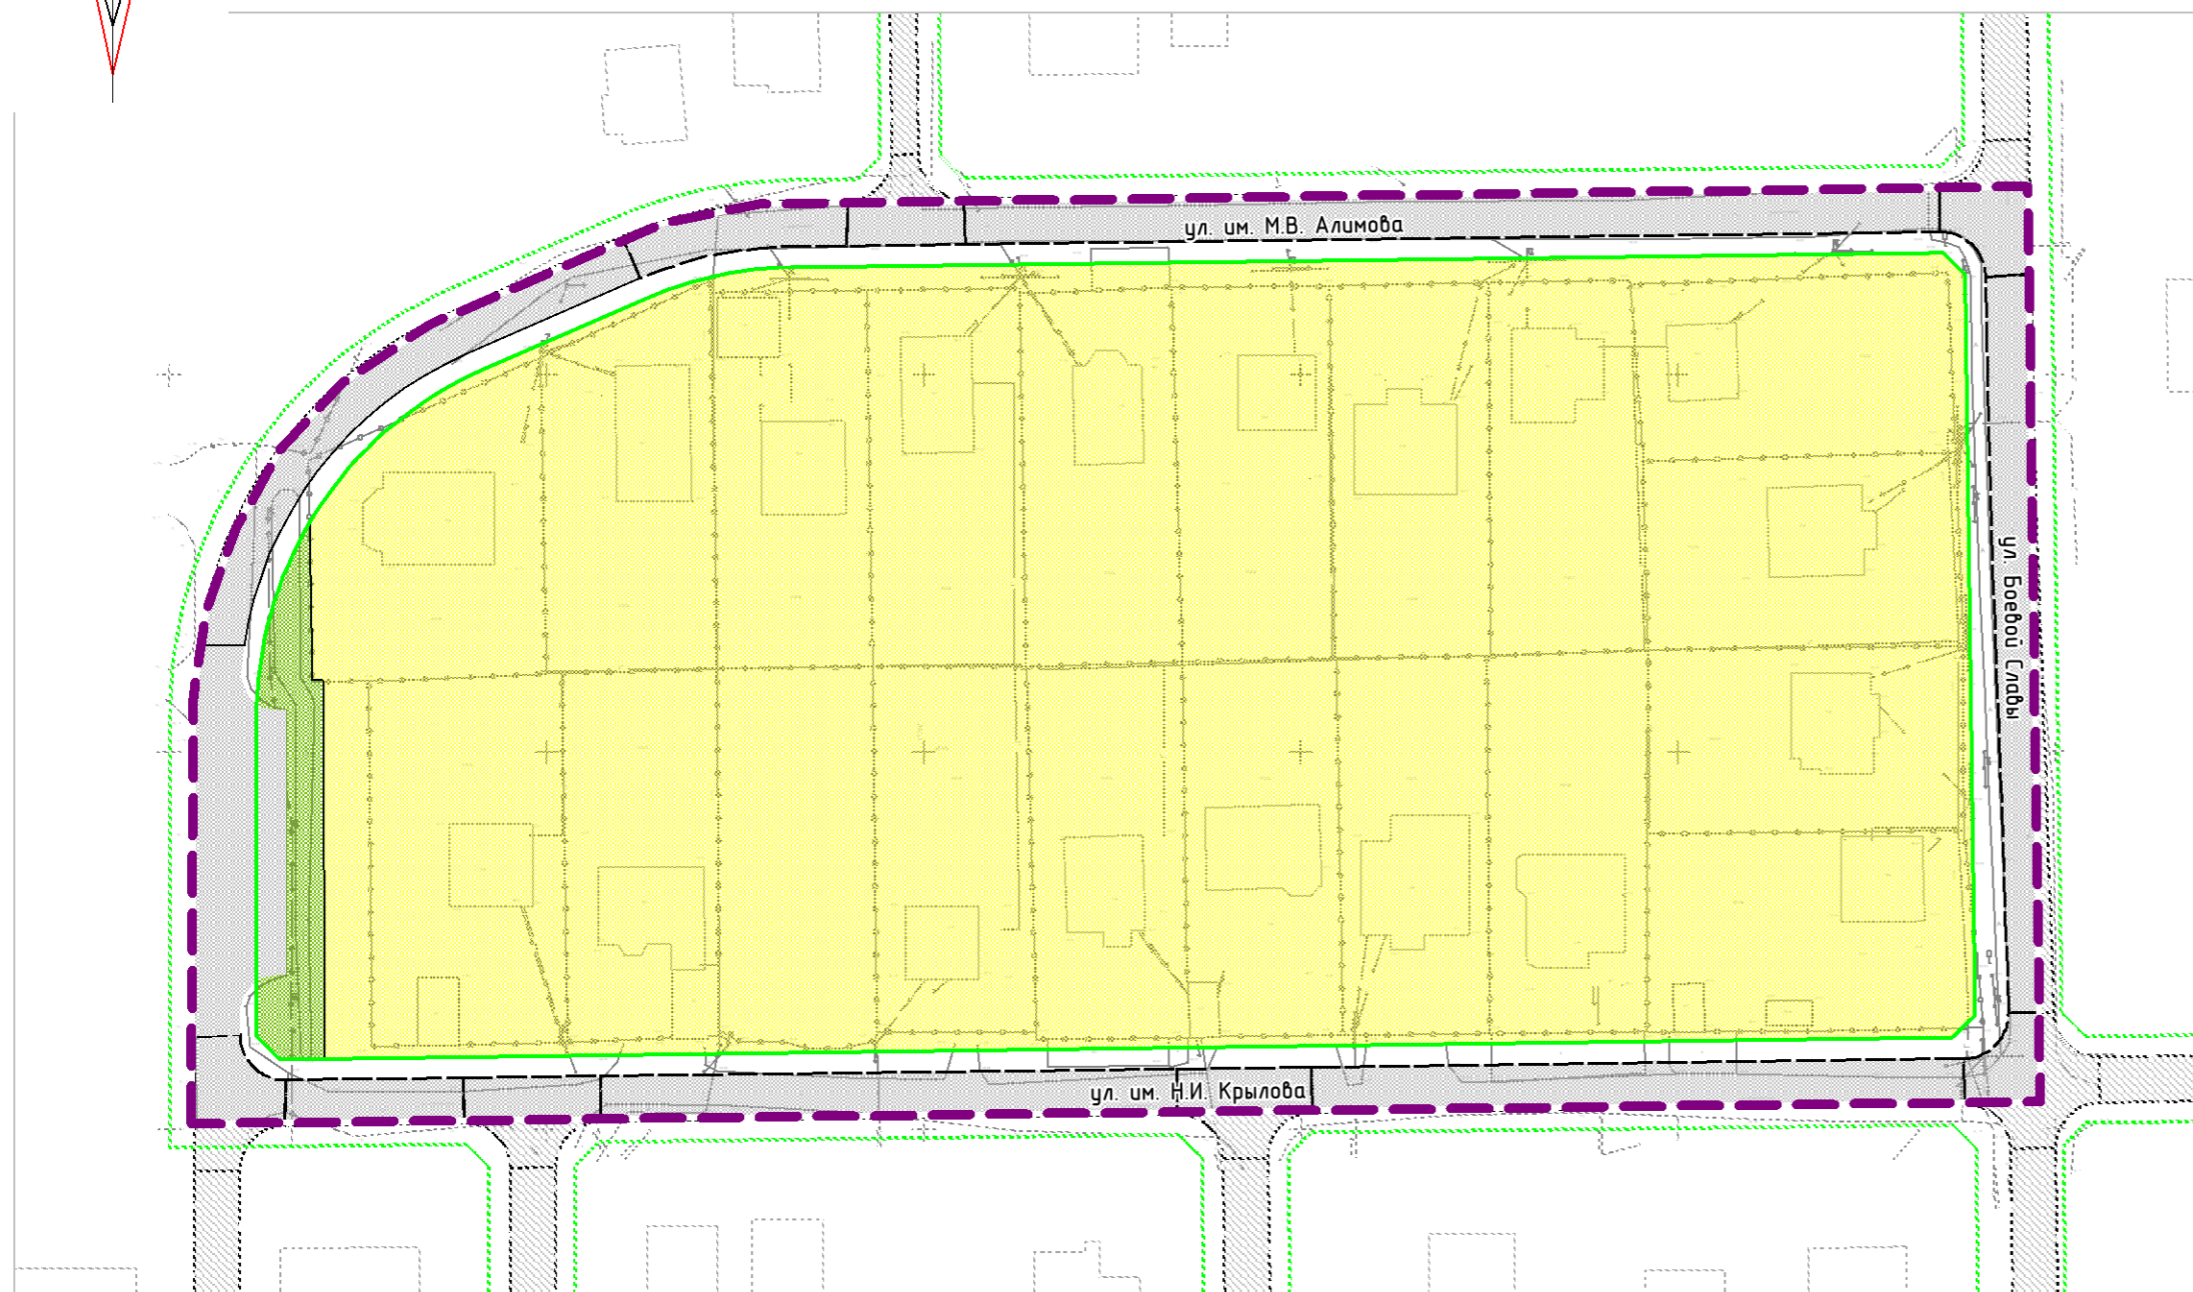 ул. им. М.В. Алимова
ул. Боевой Славы
ул. им. Н.И. Крылова